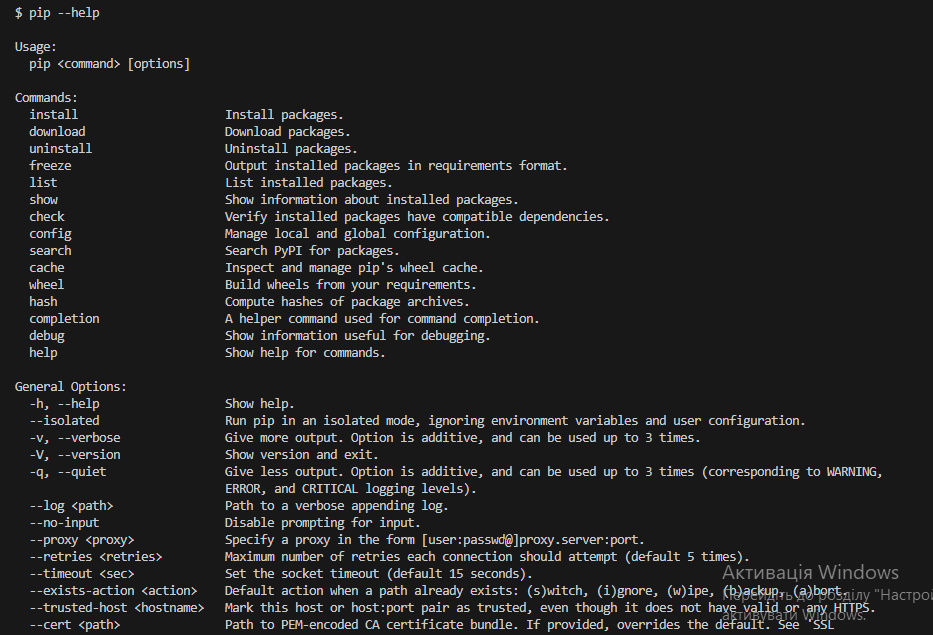 $ pip --help
Usage:
pip <command> [options]
Commands:
install Install packages.
download Download packages.
uninstall Uninstall packages.
freeze Output installed packages in requirements format.
list List installed packages.
show Show information about installed packages.
check Verify installed packages have compatible dependencies.
config Manage local and global configuration.
search Search PyPI for packages.
cache Inspect and manage pip's wheel cache.
wheel Build wheels from your requirements.
hash Compute hashes of package archives.
completion A helper command used for command completion.
debug Show information useful for debugging.
help Show help for commands.
General Options:
-h, --help Show help.
--isolated Run pip in an isolated mode, ignoring environment variables and user configuration.
-v, --verbose Give more output. Option is additive, and can be used up to 3 times.
-V, --version Show version and exit.
-q, --quiet Give less output. Option is additive, and can be used up to 3 times (corresponding to WARNING,
ERROR, and CRITICAL logging levels).
--log <path> Path to a verbose appending log.
--no-input Disable prompting for input.
--proxy <proxy> Specify a proxy in the form [user:passwd@]proxy.server:port.
--retries <retries> Maximum number of retries each connection should attempt (default 5 times).
--timeout <sec> Set the socket timeout (default 15 seconds).
--exists-action <action> Default action when a path already exists: (s)witch, (i)gnore, (w)ipe, (b)ackup, (a)bort.
--trusted-host <hostname> Mark this host or host:port pair as trusted, even though it does not have valid or any HTTPS.
--cert <path> Path to PEM-encoded CA certificate bundle. If provided, overrides the default. See 'SSL
Активація Windows
Перейдіть до розділу "Настро
активувати Windows.